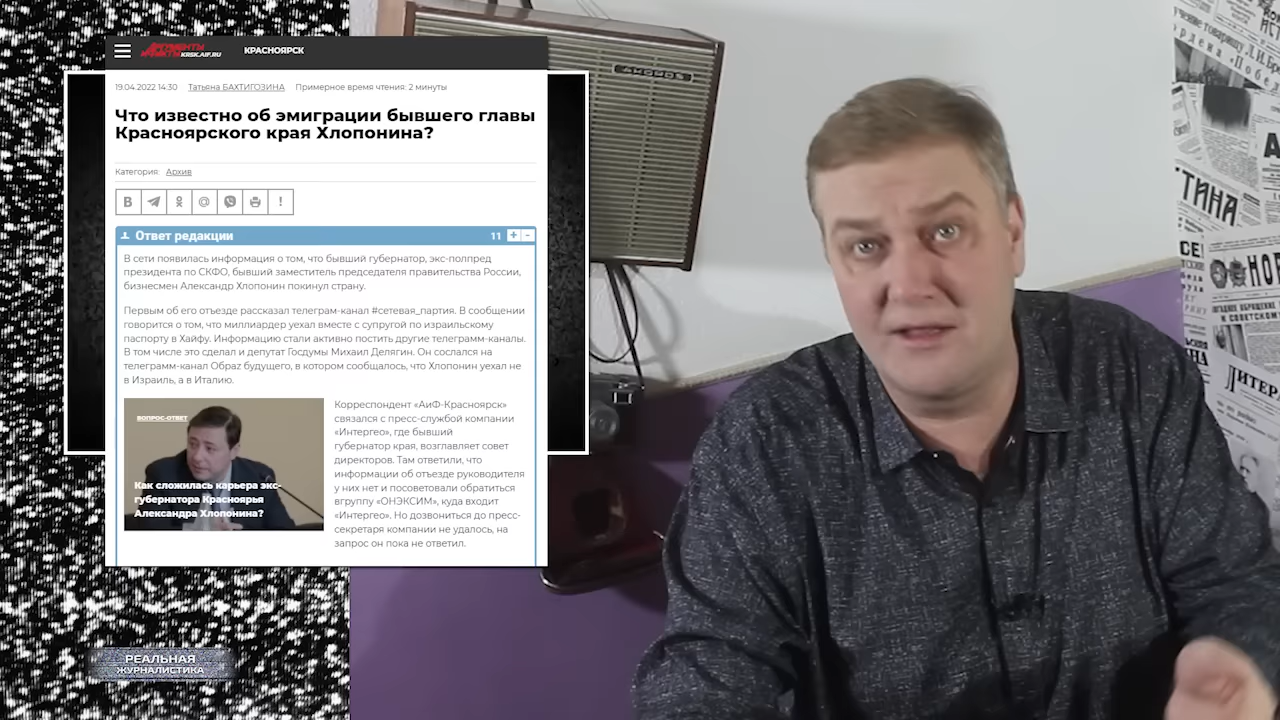 АРГУМЕНТЫ
И ФАКТЫ KRSK.AIF.RU
КРАСНОЯРСК
19.04.2022 14:30 Татьяна БАХТИГОЗИНА Примерное время чтения: 2 минуты
Что известно об эмиграции бывшего главы
Красноярского края Хлопонина?
Категория: Архив
Ответ редакции
11 + -
В сети появилась информация о том, что бывший губернатор, экс-полпред
президента по СКФО, бывший заместитель председателя правительства России,
бизнесмен Александр Хлопонин покинул страну.
Первым об его отъезде рассказал телеграм-канал #сетевая_партия. В сообщении
говорится о том, что миллиардер уехал вместе с супругой по израильскому
паспорту в Хайфу. Информацию стали активно постить другие телеграмм-каналы.
В том числе это сделал и депутат Госдумы Михаил Делягин. Он сослался на
телеграмм-канал Образ будущего, в котором сообщалось, что Хлопонин уехал не
в Израиль, а в Италию.
ВОПРОС-ОТВЕТ
Как сложилась карьера экс-
губернатора Красноярья
Александра Хлопонина?
Корреспондент «АиФ-Красноярск»
связался с пресс-службой компании
«Интергео», где бывший
губернатор края, возглавляет совет
директоров. Там ответили, что
информации об отъезде руководителя
у них нет и посоветовали обратиться
вгруппу «ОНЭКСИМ», куда входит
«Интергео». Но дозвониться до пресс-
секретаря компании не удалось, на
запрос он пока не ответил.
РЕАЛЬНАЯ
ЖУРНАЛИСТИКА